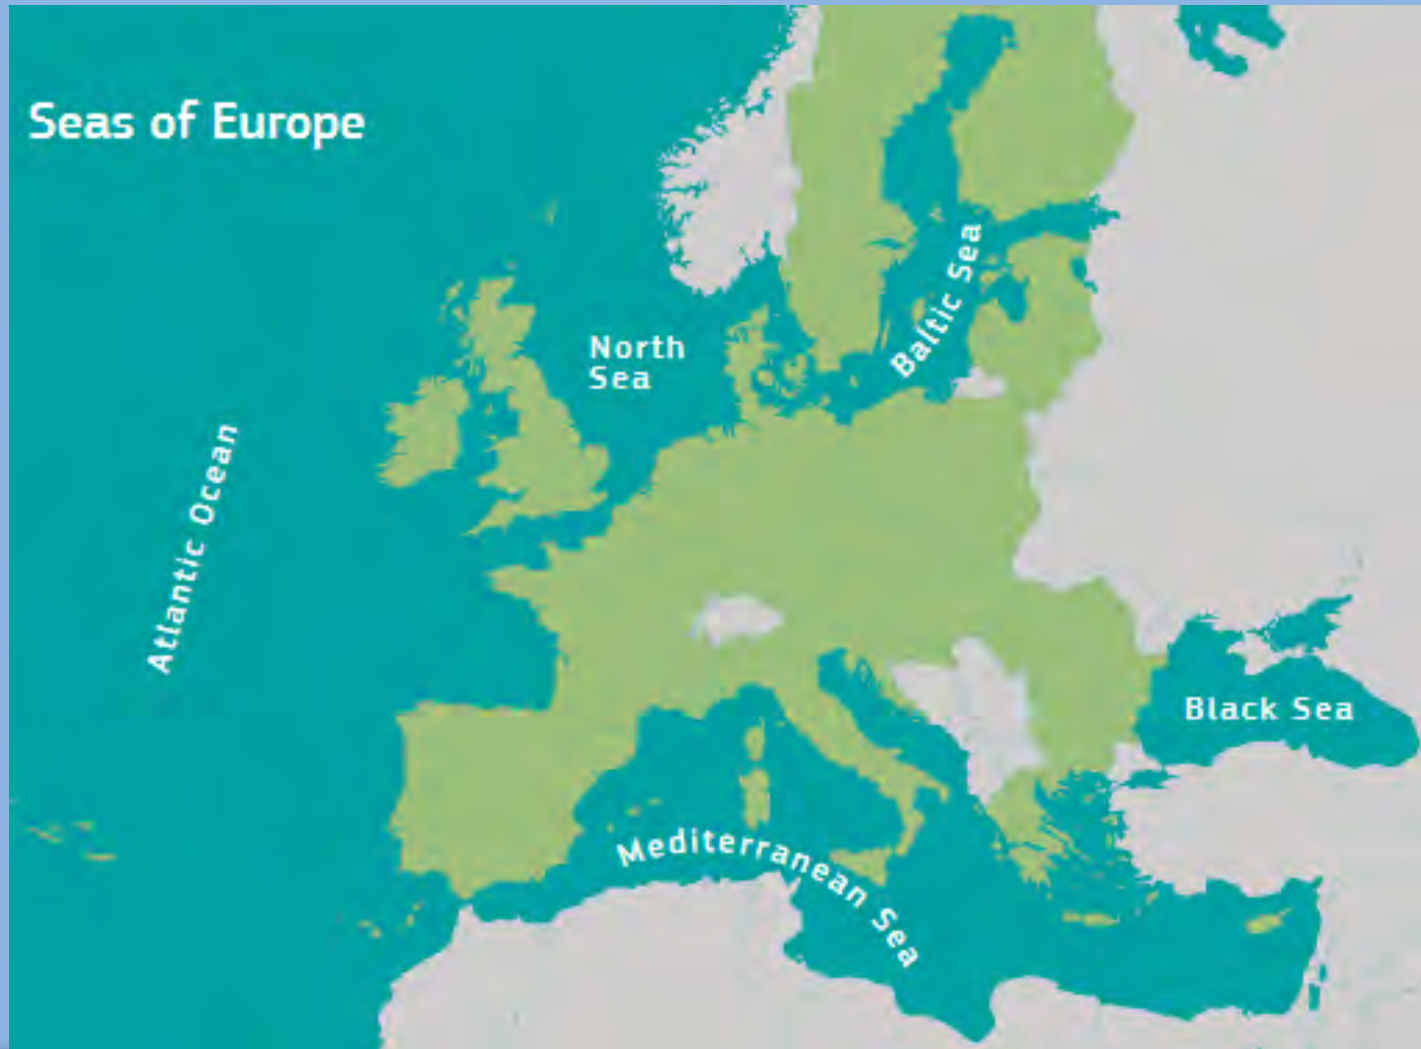 Seas of Europe
North
Sea
Baltic Sea
Atlantic Ocean
Black Sea
Mediterranean Sea